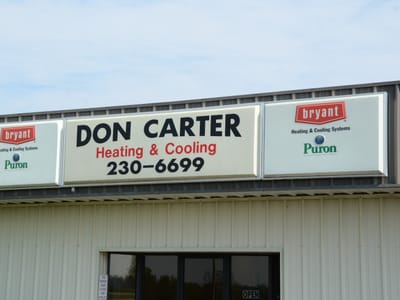 bryant
Heating & Cooling Systems
Puron
DON CARTER
Heating & Cooling
230-6699
bryant
Heating & Cooling Systems
Puron
OPEN